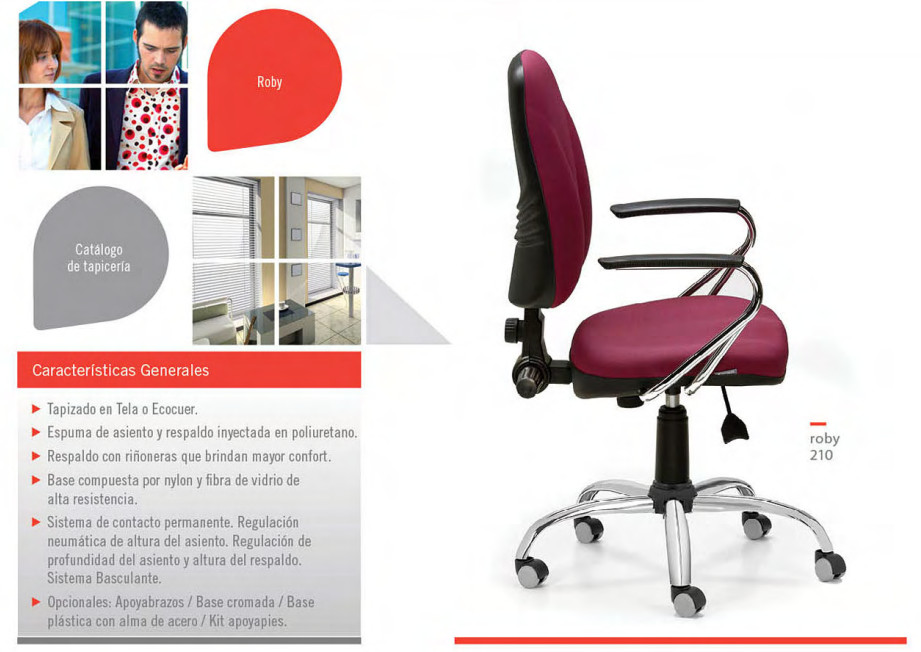 Roby
Catálogo
de tapicería
Características Generales
Tapizado en Tela o Ecocuer.
Espuma de asiento y respaldo inyectada en poliuretano.
Respaldo con riñoneras que brindan mayor confort.
Base compuesta por nylon y fibra de vidrio de
alta resistencia.
Sistema de contacto permanente. Regulación
neumática de altura del asiento. Regulación de
profundidad del asiento y altura del respaldo.
Sistema Basculante.
Opcionales: Apoyabrazos / Base cromada / Base
plástica con alma de acero / Kit apoyapies.
roby
210